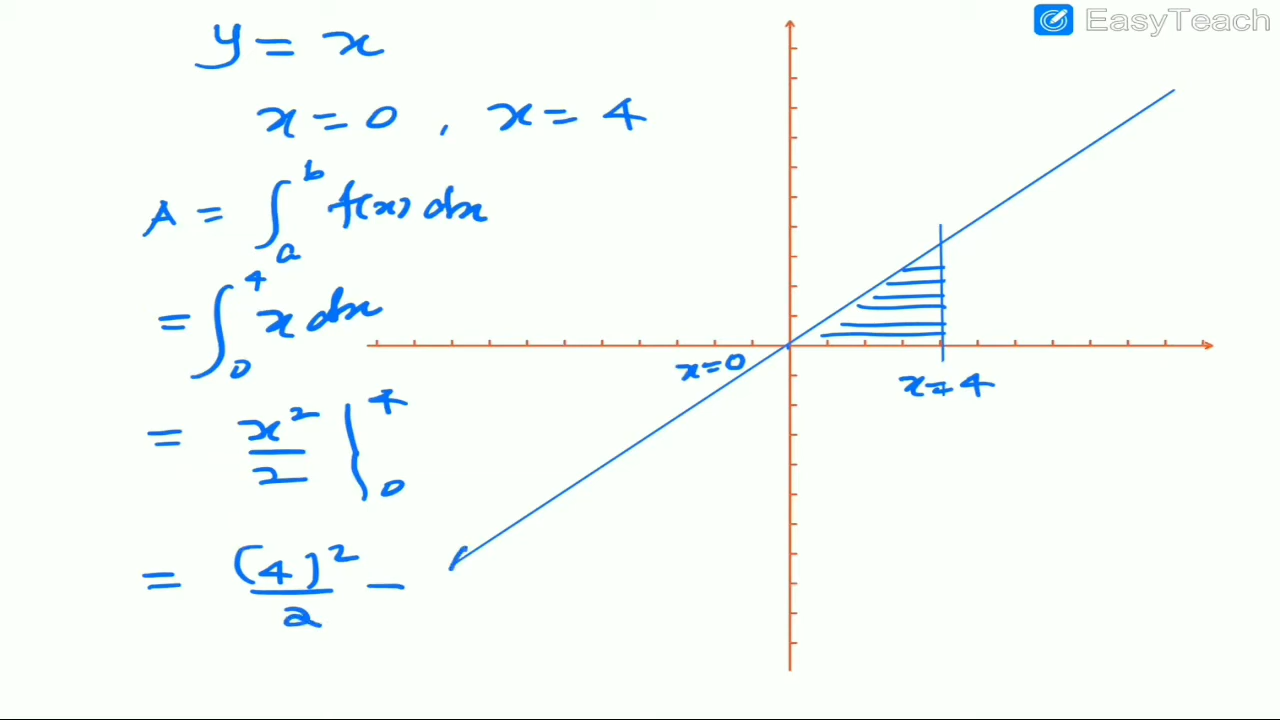 EasyTeach
y = x
x = 0 , x = 4
A = ∫_a^b f(x) dx
= ∫_0^4 x dx
= x²/2 |_0^4
= (4)²/2 −
x=0
x=4